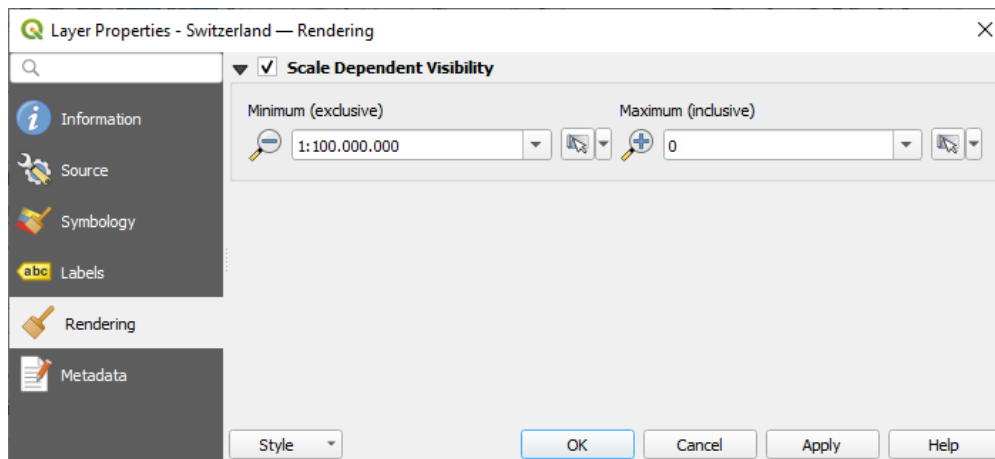 Layer Properties - Switzerland — Rendering
Scale Dependent Visibility
Information
Source
Symbology
abc Labels
Rendering
Metadata
Minimum (exclusive)
Maximum (inclusive)
1:100.000.000
0
Style
OK
Cancel
Apply
Help